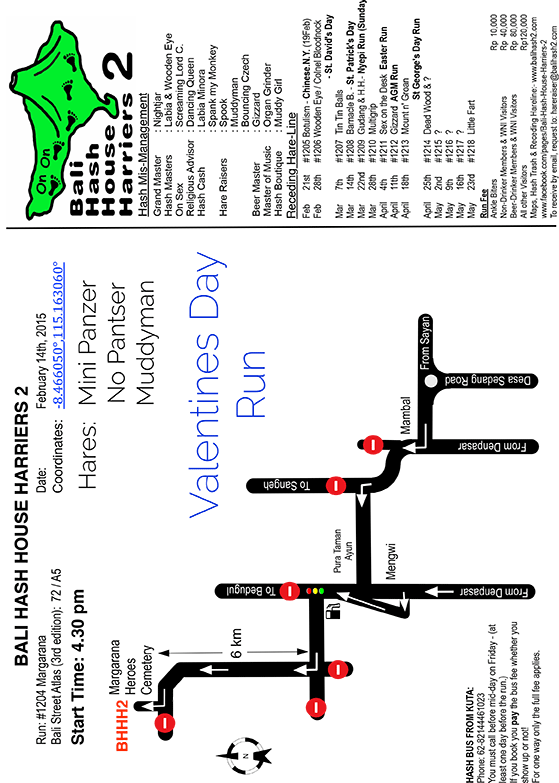 BALI HASH HOUSE HARRIERS 2
Run: #1204 Margarana
Bali Street Atlas (3rd edition): 72 / A5
Start Time: 4.30 pm
Date: February 14th, 2015
Coordinates: -8.466050°,115.163060°
Hares: Mini Panzer
No Pantser
Muddyman
Valentines Day
Run
BHHH2
Margarana
Heroes
Cemetery
6 km
To Bedugul
To Sangeh
Pura Taman
Ayun
Mengwi
Mambal
From Sayan
Desa Sedang Road
From Denpasar
From Denpasar
HASH BUS FROM KUTA:
Phone: 62-82144461023
You must call before mid-day on Friday - (at
least one day before the run.)
If you book you pay the bus fee whether you
show up or not!
For one way only the full fee applies.
On On
Bali
Hash
House
Harriers 2
Hash Mis-Management
Grand Master : Nightjar
Hash Masters : Labia & Wooden Eye
On Sex : Screaming Lord C.
Religious Advisor : Dancing Queen
Hash Cash : Labia Minora
: Spank my Monkey
Hare Raisers : Spook
: Muddyman
: Bouncing Czech
Beer Master : Gizzard
Master of Music : Organ Grinder
Hash Boutique : Muddy Girl
Receding Hare-Line
Feb 21st #1205 Botulism - Chinese.N.Y. (19Feb)
Feb 28th #1206 Wooden Eye / Colnel Bloodnock
- St. David's Day
Mar 7th #1207 Tin Tin Balls
Mar 14th #1208 Barnacle B. - St. Patrick's Day
Mar 22nd #1209 Gudang & H.H.- Nyepi Run (Sunday)
Mar 28th #1210 Multigrip
April 4th #1211 Sex on the Desk Easter Run
April 11th #1212 Gizzard AGM Run
April 18th #1213 Mount n' Groan
St George's Day Run
April 25th #1214 Dead Wood & ?
May 2nd #1215 ?
May 9th #1216 ?
May 16th #1217 ?
May 23rd #1218 Little Fart
Run Fee
Ankle Biters Rp 10,000
Non-Drinker Members & WNI Visitors Rp 40,000
Beer-Drinker Members & WNI Visitors Rp 80,000
All other Visitors Rp120,000
Maps, Hash Trash & Receding Hareline- www.balihash2.com
www.facebook.com/pages/Bali-Hash-House-Harriers-2
To receive by email, request to: hareraiser@balihash2.com